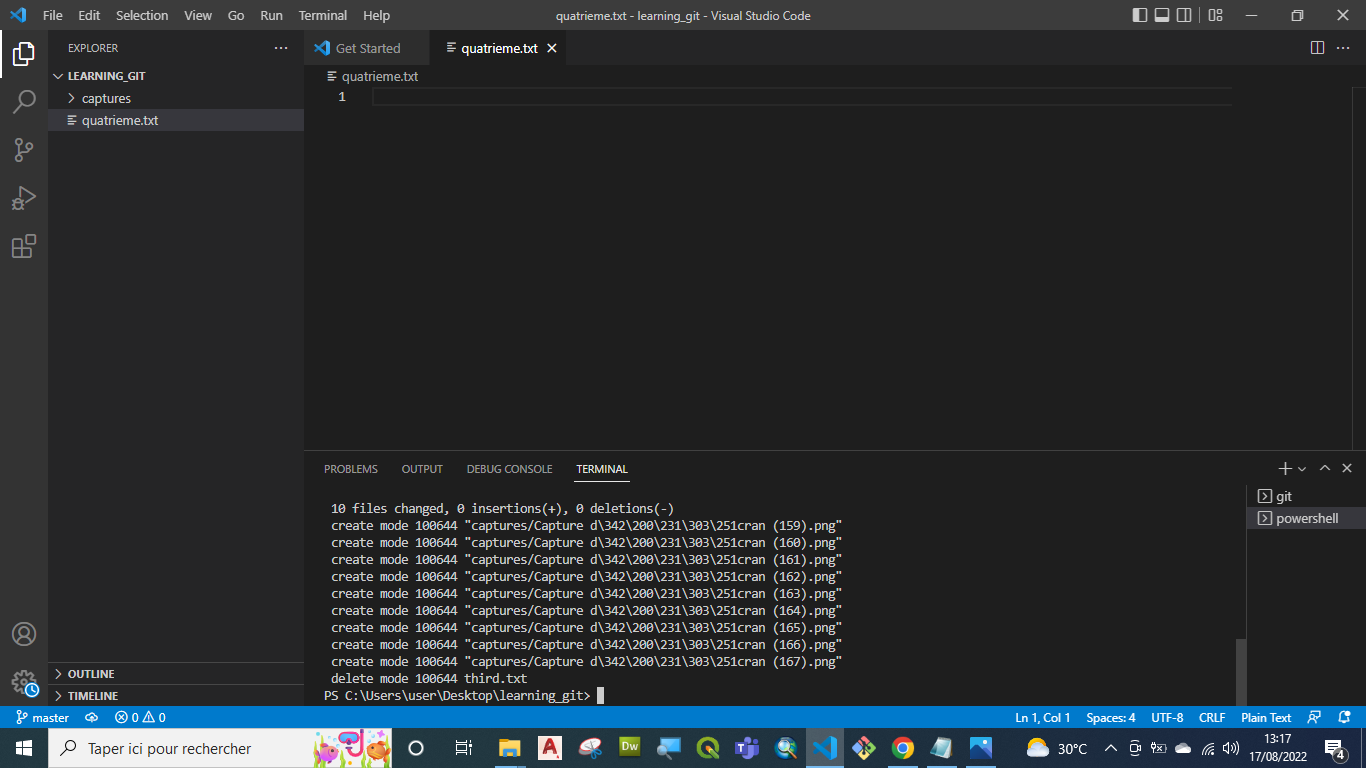 File Edit Selection View Go Run Terminal Help
quatrieme.txt - learning_git - Visual Studio Code
EXPLORER
LEARNING_GIT
captures
quatrieme.txt
Get Started
quatrieme.txt
quatrieme.txt
1
PROBLEMS OUTPUT DEBUG CONSOLE TERMINAL
10 files changed, 0 insertions(+), 0 deletions(-)
create mode 100644 "captures/Capture d\342\200\231\303\251cran (159).png"
create mode 100644 "captures/Capture d\342\200\231\303\251cran (160).png"
create mode 100644 "captures/Capture d\342\200\231\303\251cran (161).png"
create mode 100644 "captures/Capture d\342\200\231\303\251cran (162).png"
create mode 100644 "captures/Capture d\342\200\231\303\251cran (163).png"
create mode 100644 "captures/Capture d\342\200\231\303\251cran (164).png"
create mode 100644 "captures/Capture d\342\200\231\303\251cran (165).png"
create mode 100644 "captures/Capture d\342\200\231\303\251cran (166).png"
create mode 100644 "captures/Capture d\342\200\231\303\251cran (167).png"
delete mode 100644 third.txt
PS C:\Users\user\Desktop\learning_git>
git
powershell
OUTLINE
TIMELINE
master 0 0
Ln 1, Col 1 Spaces: 4 UTF-8 CRLF Plain Text
Taper ici pour rechercher
A
Dw
30°C
13:17
17/08/2022
4